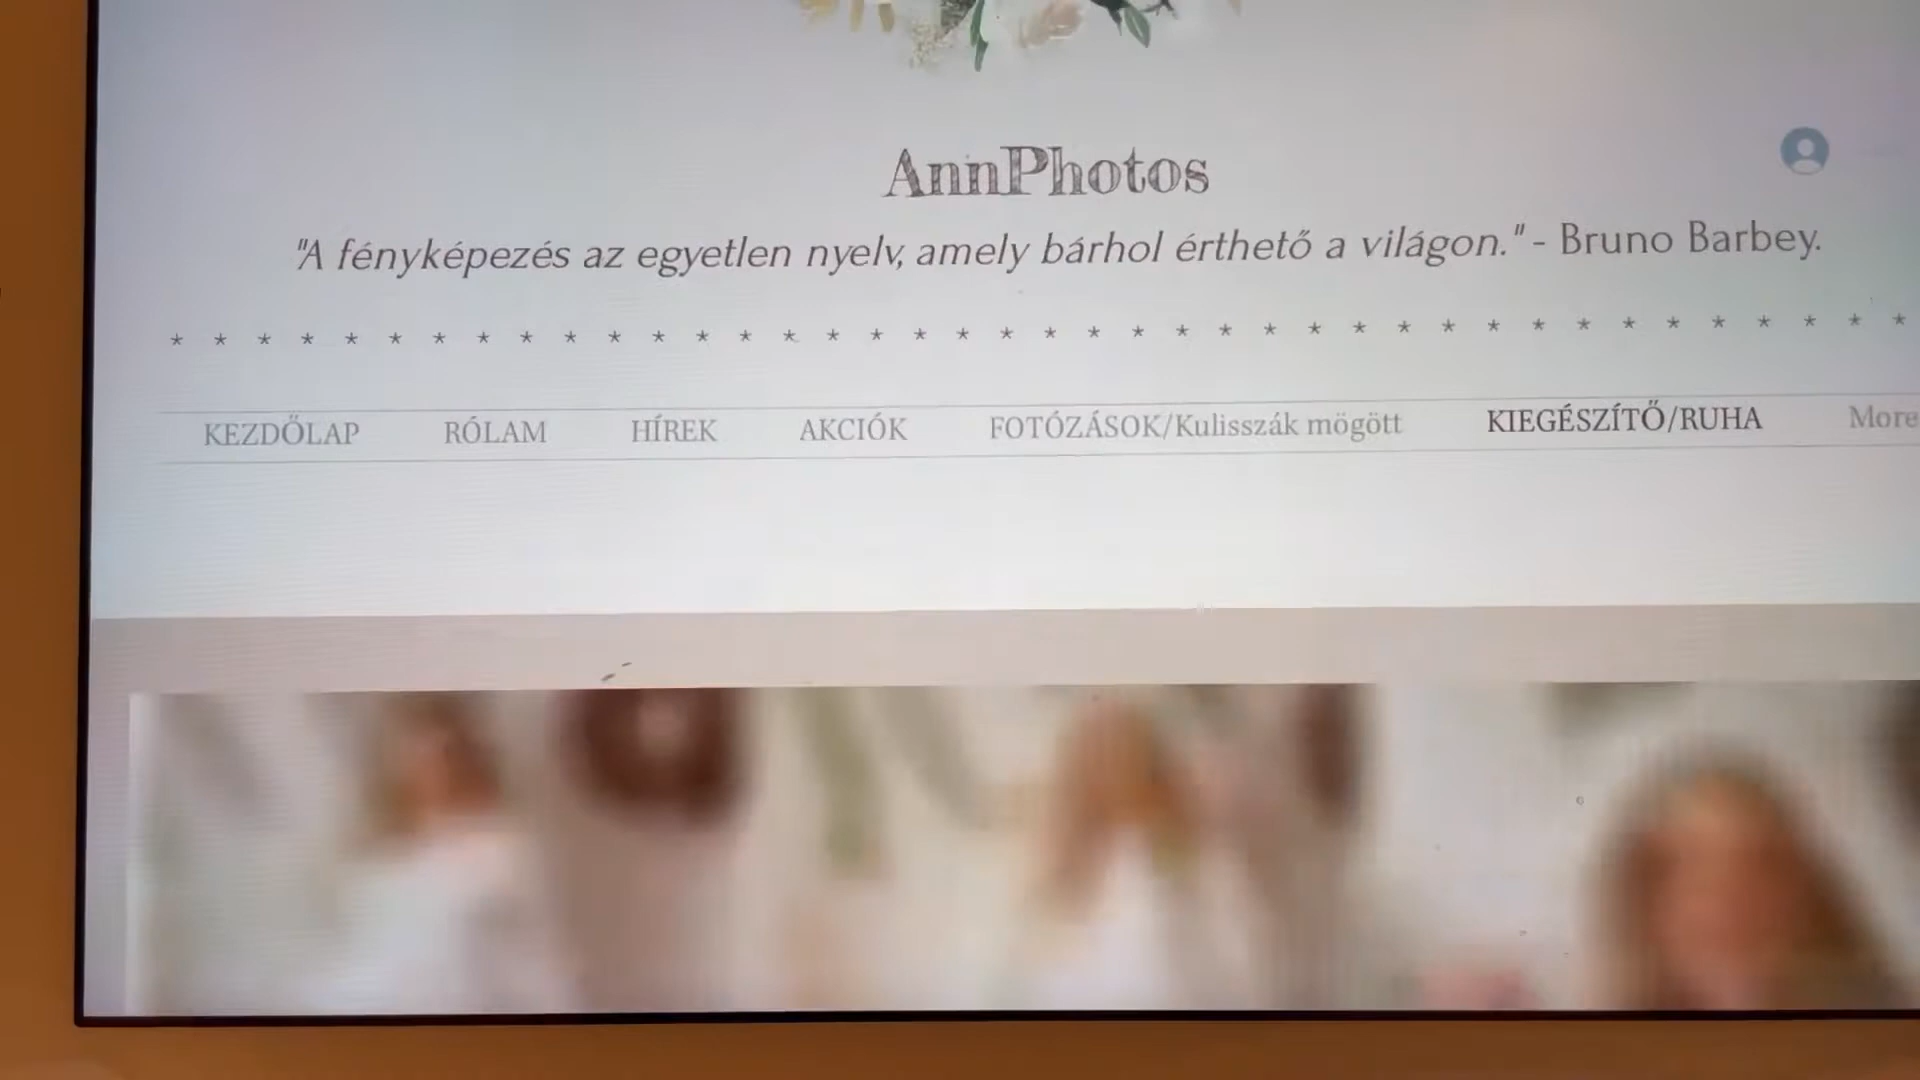 AnnPhotos
"A fényképezés az egyetlen nyelv, amely bárhol érthető a világon." - Bruno Barbey.
* * * * * * * * * * * * * * * * * * * * * * * * * * * * * * * * * * * * * * * *
KEZDŐLAP RÓLAM HÍREK AKCIÓK FOTÓZÁSOK/Kulisszák mögött KIEGÉSZÍTŐ/RUHA More